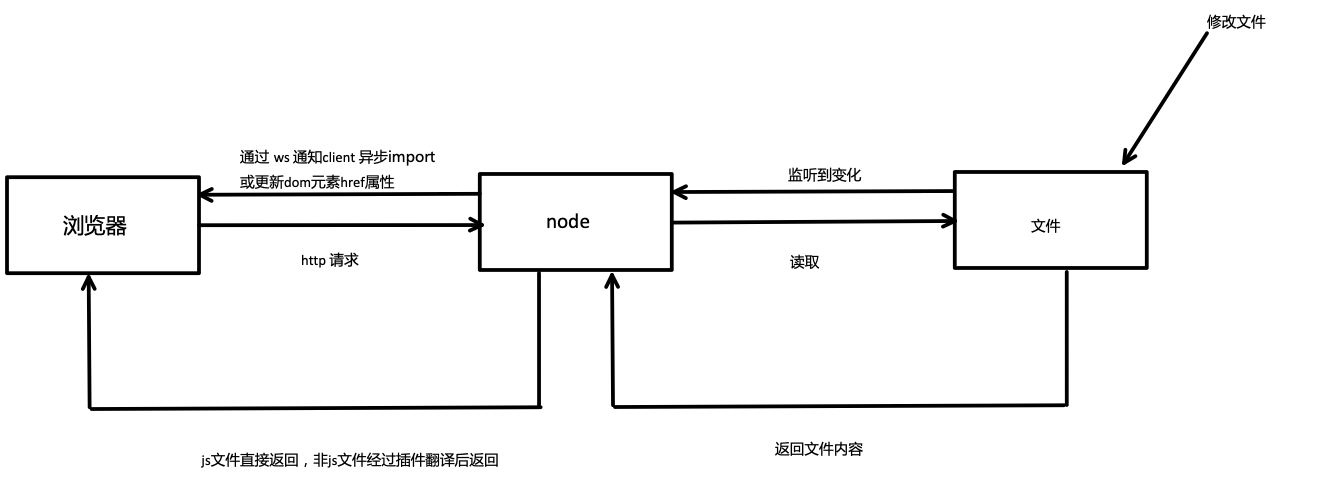 修改文件
通过 ws 通知client 异步import
或更新dom元素href属性
监听到变化
浏览器
node
文件
http 请求
读取
js文件直接返回，非js文件经过插件翻译后返回
返回文件内容